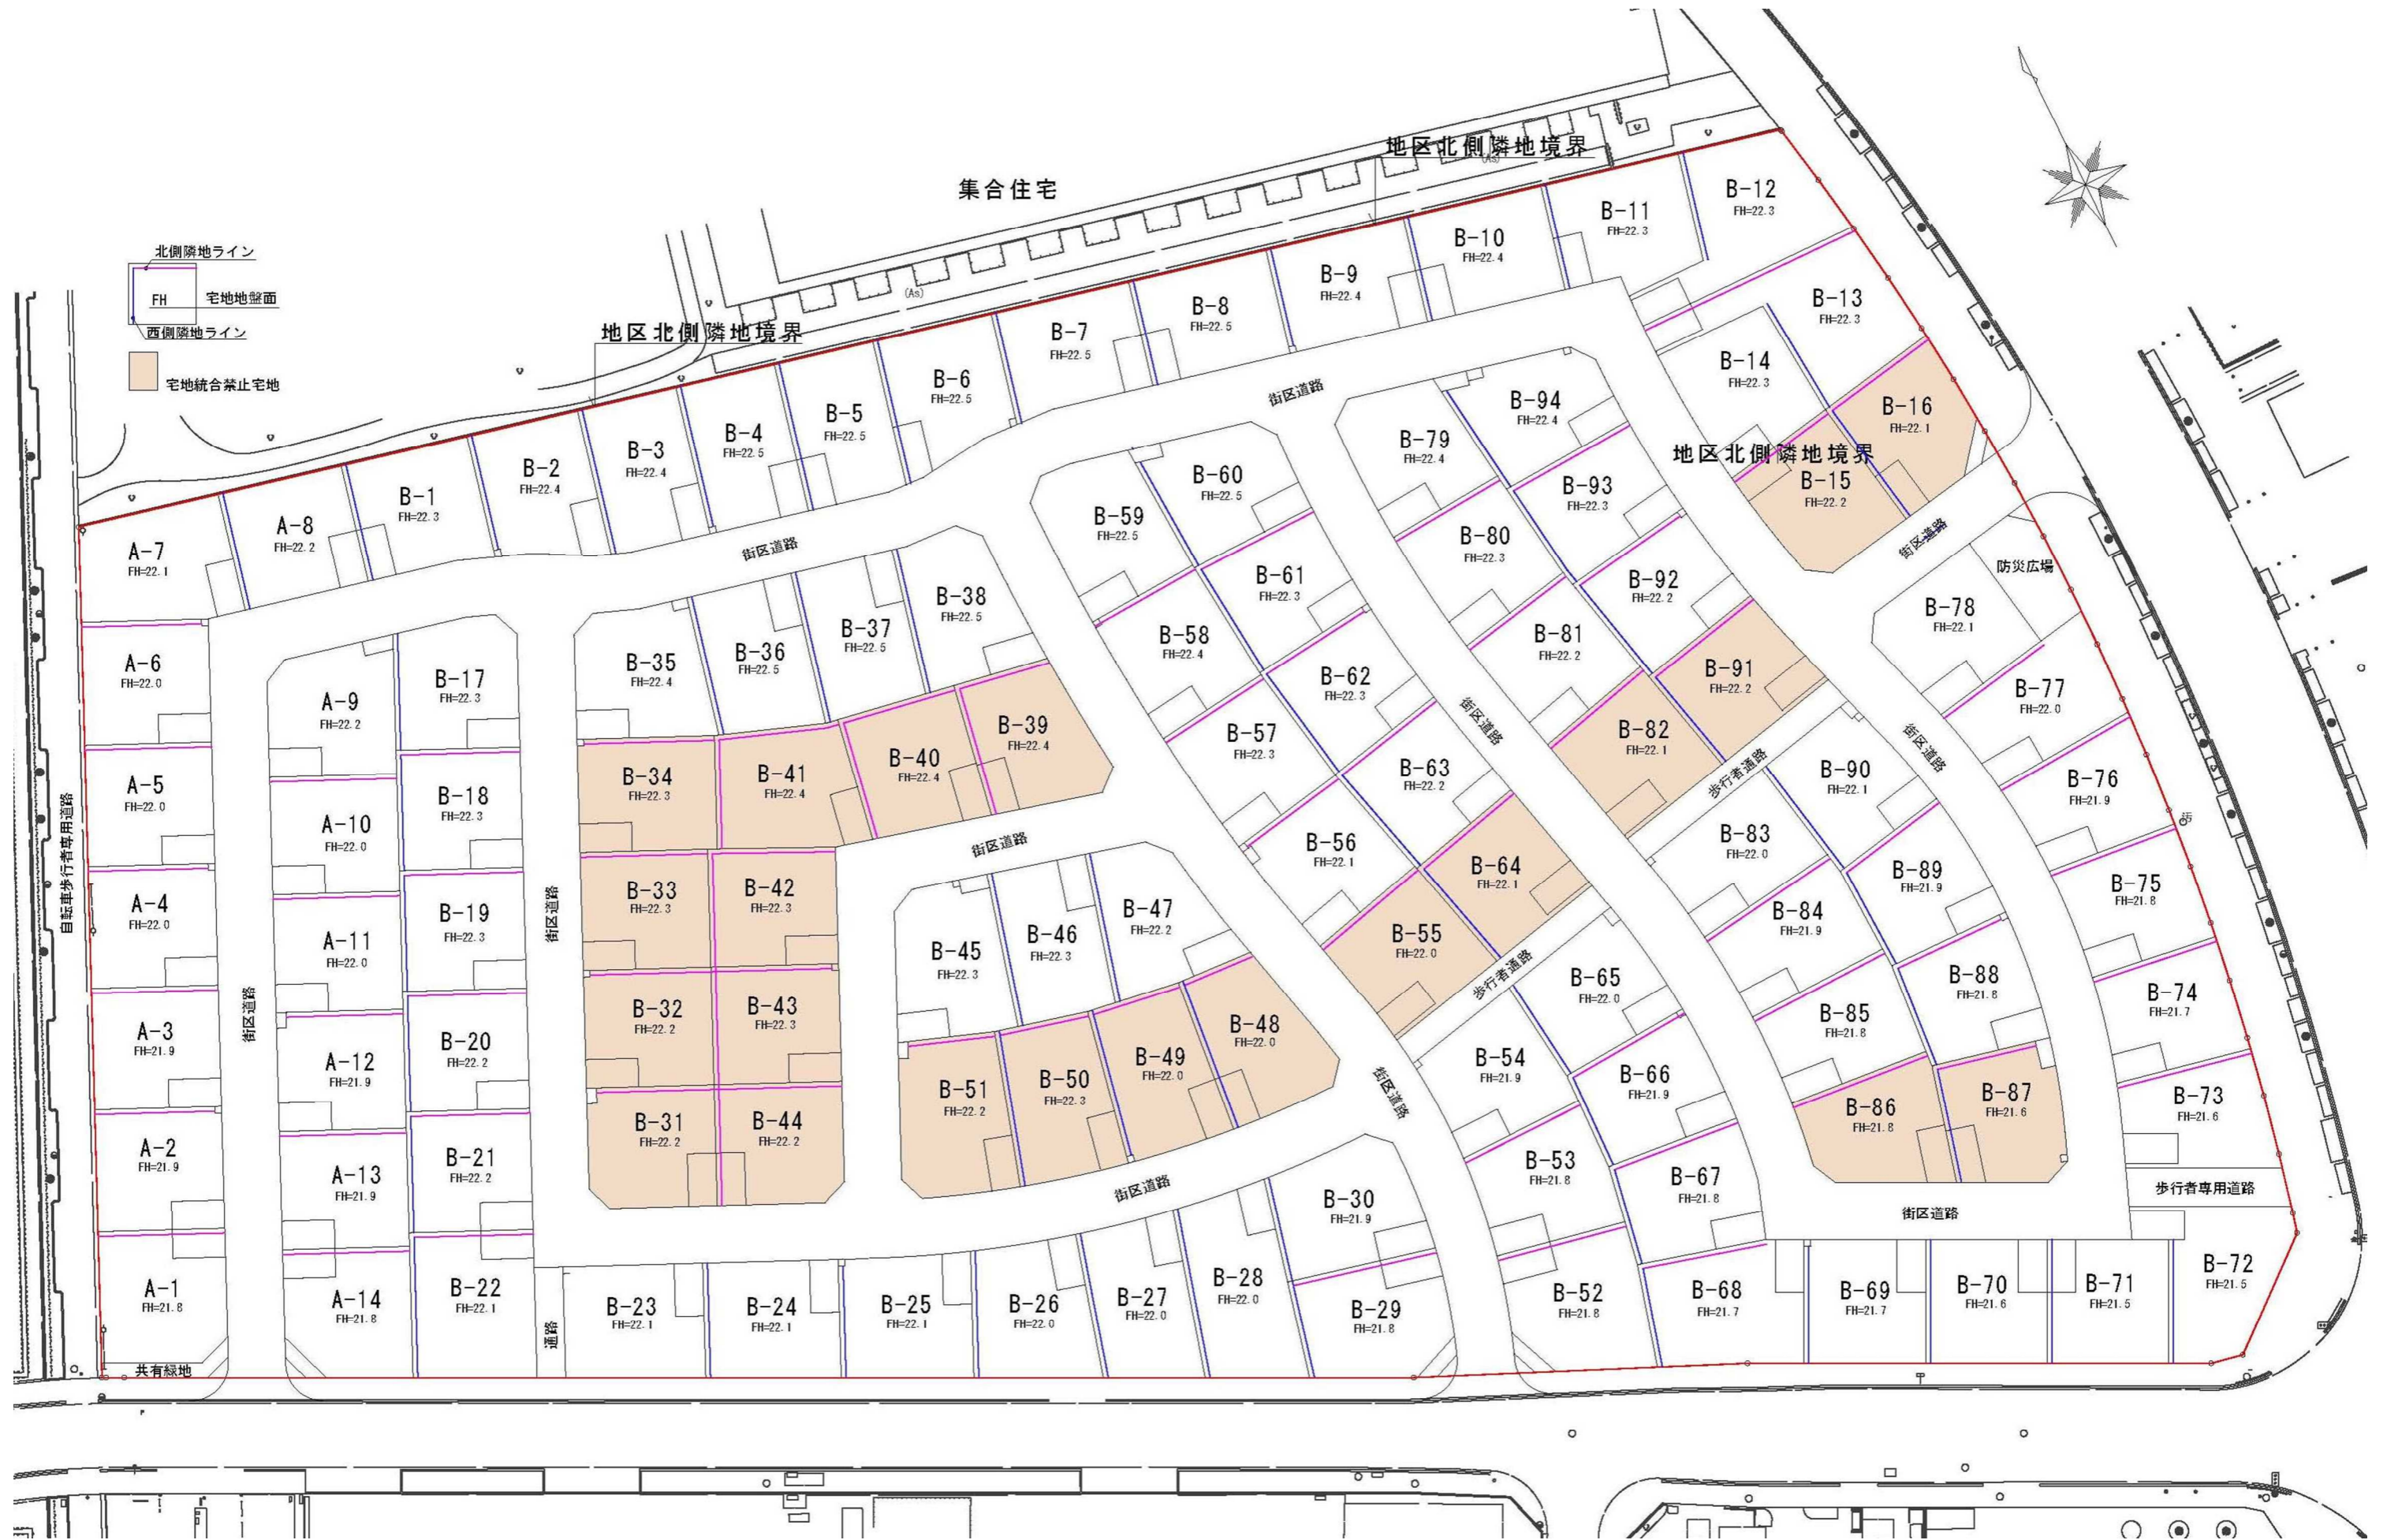 集合住宅
地区北側隣地境界
(As)
地区北側隣地境界
(As)
北側隣地ライン
FH
宅地地盤面
西側隣地ライン
宅地統合禁止宅地
B-12
FH=22.3
B-11
FH=22.3
B-10
FH=22.4
B-9
FH=22.4
B-8
FH=22.5
B-7
FH=22.5
B-6
FH=22.5
B-5
FH=22.5
B-4
FH=22.5
B-3
FH=22.4
B-2
FH=22.4
B-1
FH=22.3
A-8
FH=22.2
A-7
FH=22.1
A-6
FH=22.0
A-5
FH=22.0
A-4
FH=22.0
A-3
FH=21.9
A-2
FH=21.9
A-1
FH=21.8
共有緑地
自転車歩行者専用道路
街区道路
A-9
FH=22.2
A-10
FH=22.0
A-11
FH=22.0
A-12
FH=21.9
A-13
FH=21.9
A-14
FH=21.8
B-17
FH=22.3
B-18
FH=22.3
B-19
FH=22.3
B-20
FH=22.2
B-21
FH=22.2
B-22
FH=22.1
街区道路
通路
街区道路
B-35
FH=22.4
B-36
FH=22.5
B-37
FH=22.5
B-38
FH=22.5
B-34
FH=22.3
B-41
FH=22.4
B-40
FH=22.4
B-39
FH=22.4
B-33
FH=22.3
B-42
FH=22.3
B-32
FH=22.2
B-43
FH=22.3
B-31
FH=22.2
B-44
FH=22.2
街区道路
B-45
FH=22.3
B-46
FH=22.3
B-47
FH=22.2
B-51
FH=22.2
B-50
FH=22.3
B-49
FH=22.0
B-48
FH=22.0
街区道路
B-23
FH=22.1
B-24
FH=22.1
B-25
FH=22.1
B-26
FH=22.0
B-27
FH=22.0
B-28
FH=22.0
B-30
FH=21.9
B-29
FH=21.8
街区道路
B-60
FH=22.5
B-59
FH=22.5
B-61
FH=22.3
B-58
FH=22.4
B-62
FH=22.3
B-57
FH=22.3
B-63
FH=22.2
B-56
FH=22.1
B-64
FH=22.1
B-55
FH=22.0
歩行者通路
B-65
FH=22.0
B-54
FH=21.9
B-66
FH=21.9
B-53
FH=21.8
B-67
FH=21.8
B-52
FH=21.8
B-68
FH=21.7
B-69
FH=21.7
B-70
FH=21.6
B-71
FH=21.5
B-72
FH=21.5
街区道路
街区道路
街区道路
B-94
FH=22.4
B-79
FH=22.4
B-93
FH=22.3
B-80
FH=22.3
B-92
FH=22.2
B-81
FH=22.2
B-91
FH=22.2
B-82
FH=22.1
歩行者通路
B-90
FH=22.1
B-83
FH=22.0
B-89
FH=21.9
B-84
FH=21.9
B-88
FH=21.8
B-85
FH=21.8
B-87
FH=21.6
B-86
FH=21.8
B-13
FH=22.3
B-14
FH=22.3
B-16
FH=22.1
地区北側隣地境界
B-15
FH=22.2
街区道路
防災広場
B-78
FH=22.1
B-77
FH=22.0
街区道路
B-76
FH=21.9
B-75
FH=21.8
B-74
FH=21.7
B-73
FH=21.6
歩行者専用道路
街